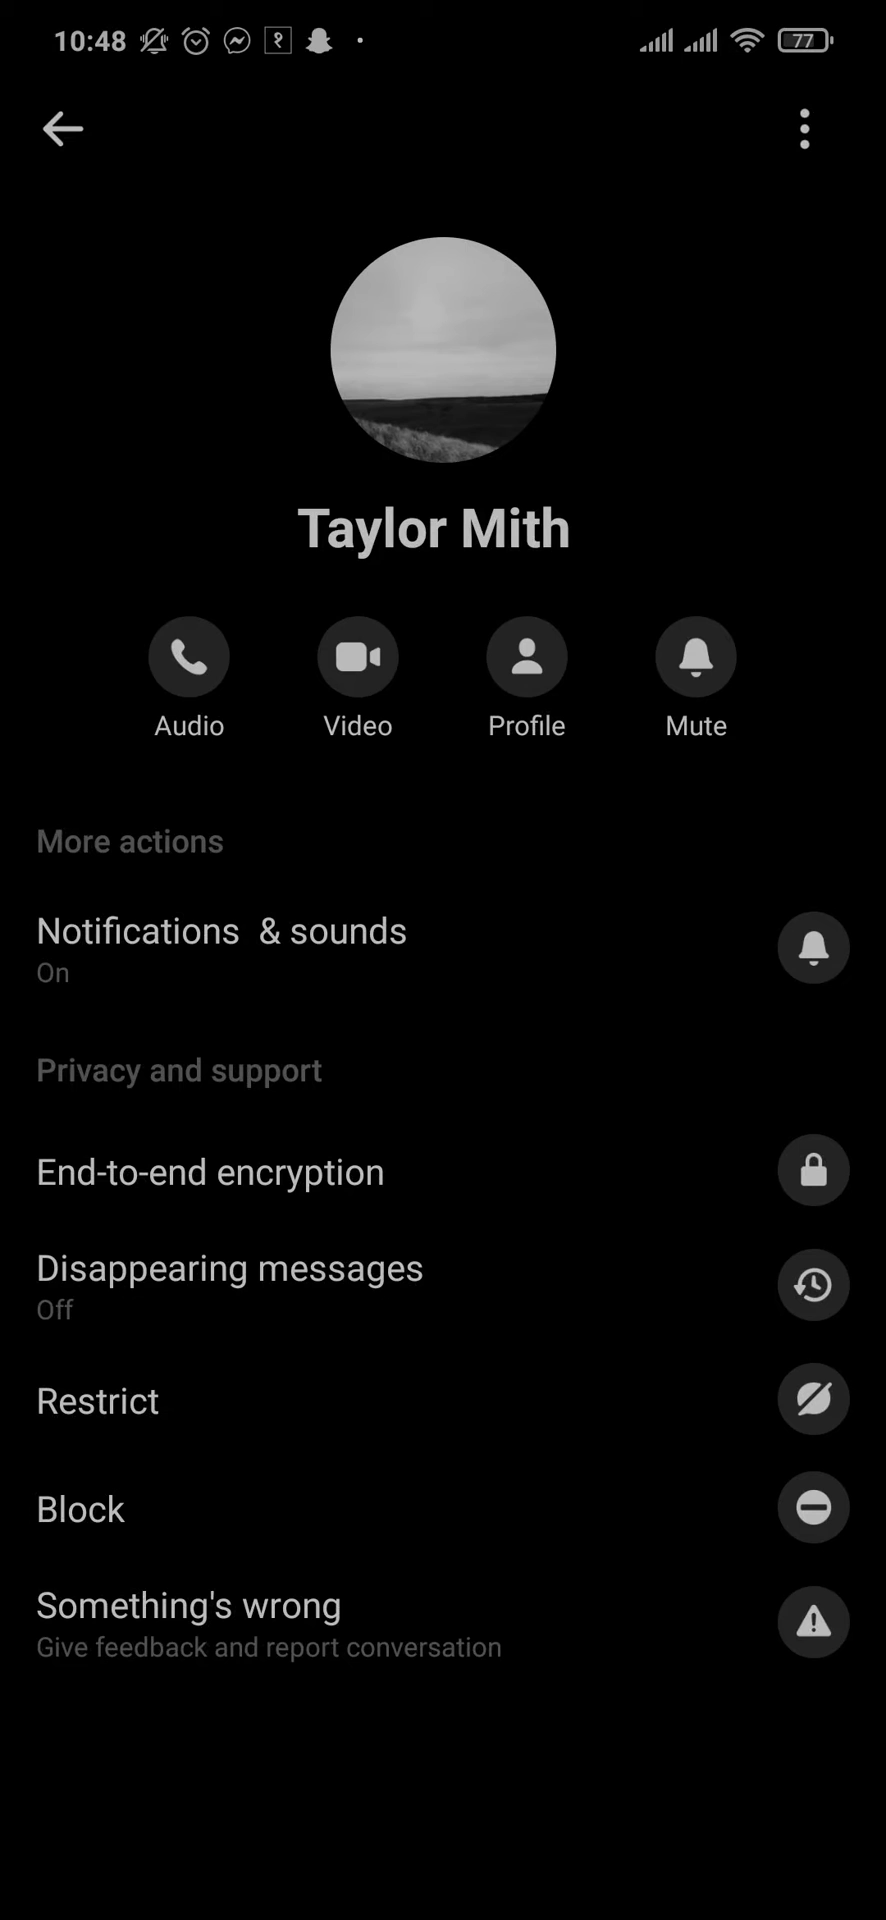 10:48 १ 77
Taylor Mith
Audio Video Profile Mute
More actions
Notifications & sounds
On
Privacy and support
End-to-end encryption
Disappearing messages
Off
Restrict
Block
Something's wrong
Give feedback and report conversation